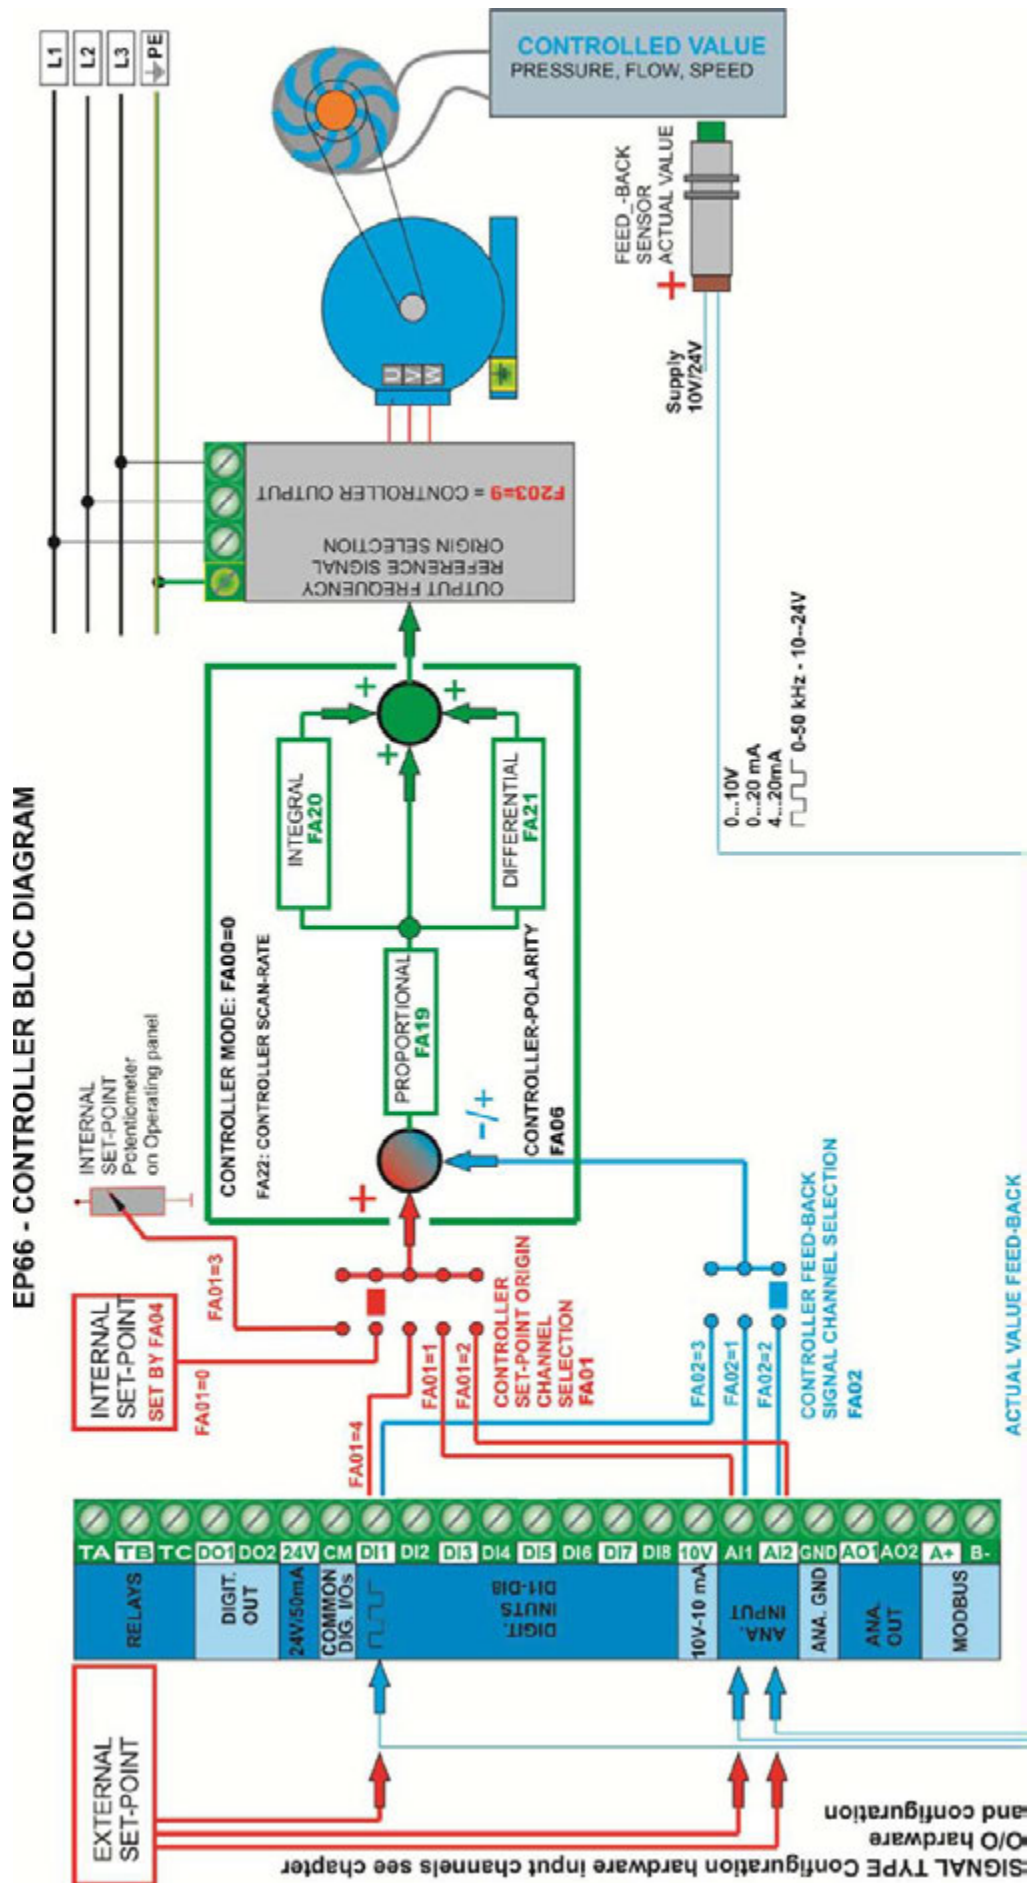 EP66 - CONTROLLER BLOC DIAGRAM
L1
L2
L3
PE
CONTROLLED VALUE
PRESSURE, FLOW, SPEED
FEED_-BACK
SENSOR
ACTUAL VALUE
+
Supply
10V/24V
U
V
W
OUTPUT FREQUENCY
REFERENCE SIGNAL
ORIGIN SELECTION
F203=9 = CONTROLLER OUTPUT
0...10V
0...20 mA
4...20mA
0-50 kHz - 10--24V
INTERNAL
SET-POINT
Potentiometer
on Operating panel
CONTROLLER MODE: FA00=0
FA22: CONTROLLER SCAN-RATE
INTEGRAL
FA20
PROPORTIONAL
FA19
DIFFERENTIAL
FA21
+
+
+
+
-/+
CONTROLLER-POLARITY
FA06
INTERNAL
SET-POINT
SET BY FA04
FA01=3
FA01=0
FA01=4
FA01=1
FA01=2
CONTROLLER
SET-POINT ORIGIN
CHANNEL
SELECTION
FA01
FA02=3
FA02=1
FA02=2
CONTROLLER FEED-BACK
SIGNAL CHANNEL SELECTION
FA02
ACTUAL VALUE FEED-BACK
TA TB TC DO1 DO2 24V CM DI1 DI2 DI3 DI4 DI5 DI6 DI7 DI8 10V AI1 AI2 GND AO1 AO2 A+ B-
RELAYS
DIGIT.
OUT
24V/50mA
COMMON
DIG. I/Os
DIGIT.
INUTS
DI1-DI8
10V-10 mA
ANA.
INPUT
ANA. GND
ANA.
OUT
MODBUS
EXTERNAL
SET-POINT
SIGNAL TYPE Configuration hardware input channels see chapter
O/O hardware
and configuration